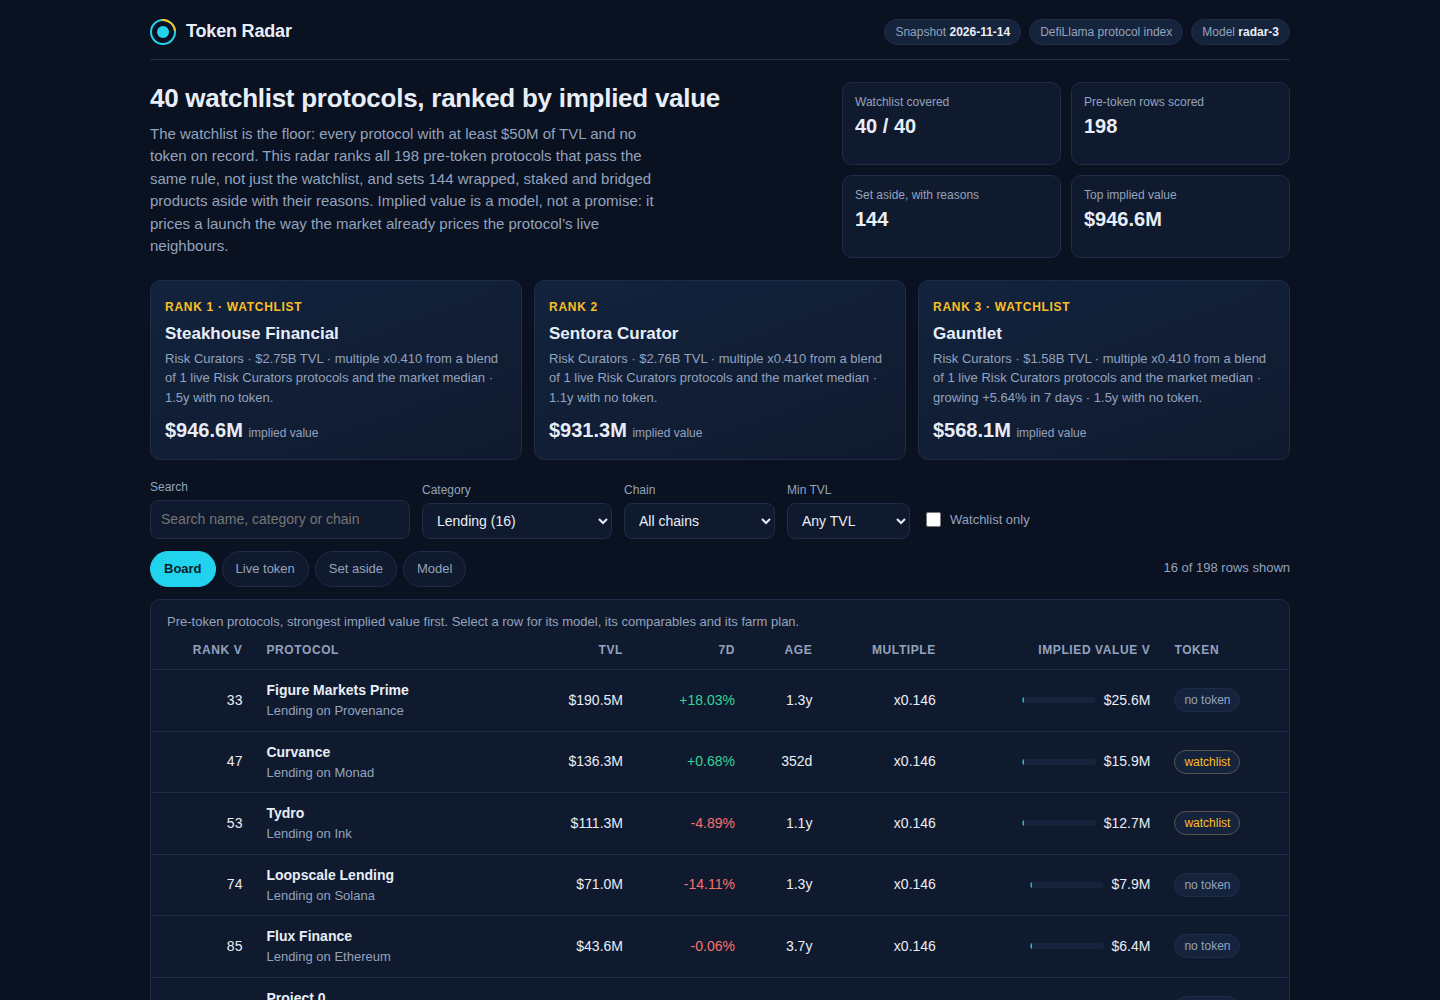 Token Radar
Snapshot 2026-11-14
DefiLlama protocol index
Model radar-3
40 watchlist protocols, ranked by implied value
The watchlist is the floor: every protocol with at least $50M of TVL and no
token on record. This radar ranks all 198 pre-token protocols that pass the
same rule, not just the watchlist, and sets 144 wrapped, staked and bridged
products aside with their reasons. Implied value is a model, not a promise: it
prices a launch the way the market already prices the protocol’s live
neighbours.
Watchlist covered
40 / 40
Pre-token rows scored
198
Set aside, with reasons
144
Top implied value
$946.6M
RANK 1 · WATCHLIST
Steakhouse Financial
Risk Curators · $2.75B TVL · multiple x0.410 from a blend
of 1 live Risk Curators protocols and the market median ·
1.5y with no token.
$946.6M implied value
RANK 2
Sentora Curator
Risk Curators · $2.76B TVL · multiple x0.410 from a blend
of 1 live Risk Curators protocols and the market median ·
1.1y with no token.
$931.3M implied value
RANK 3 · WATCHLIST
Gauntlet
Risk Curators · $1.58B TVL · multiple x0.410 from a blend
of 1 live Risk Curators protocols and the market median ·
growing +5.64% in 7 days · 1.5y with no token.
$568.1M implied value
Search
Search name, category or chain
Category
Lending (16)
Chain
All chains
Min TVL
Any TVL
Watchlist only
Board
Live token
Set aside
Model
16 of 198 rows shown
Pre-token protocols, strongest implied value first. Select a row for its model, its comparables and its farm plan.
RANK V PROTOCOL TVL 7D AGE MULTIPLE IMPLIED VALUE V TOKEN
33 Figure Markets Prime $190.5M +18.03% 1.3y x0.146 $25.6M no token
Lending on Provenance
47 Curvance $136.3M +0.68% 352d x0.146 $15.9M watchlist
Lending on Monad
53 Tydro $111.3M -4.89% 1.1y x0.146 $12.7M watchlist
Lending on Ink
74 Loopscale Lending $71.0M -14.11% 1.3y x0.146 $7.9M no token
Lending on Solana
85 Flux Finance $43.6M -0.06% 3.7y x0.146 $6.4M no token
Lending on Ethereum
Project 0